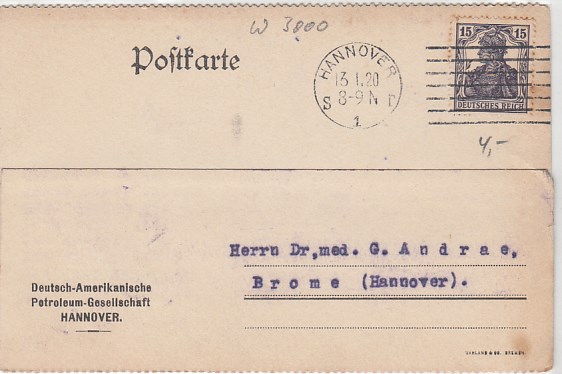 W 3800
Postkarte
HANNOVER
13.1.20
8-9 N
S
1
15 15
DEUTSCHES REICH
4,-
Herrn Dr,med. G. Andrae,
Brome (Hannover).
Deutsch-Amerikanische
Petroleum-Gesellschaft
HANNOVER.